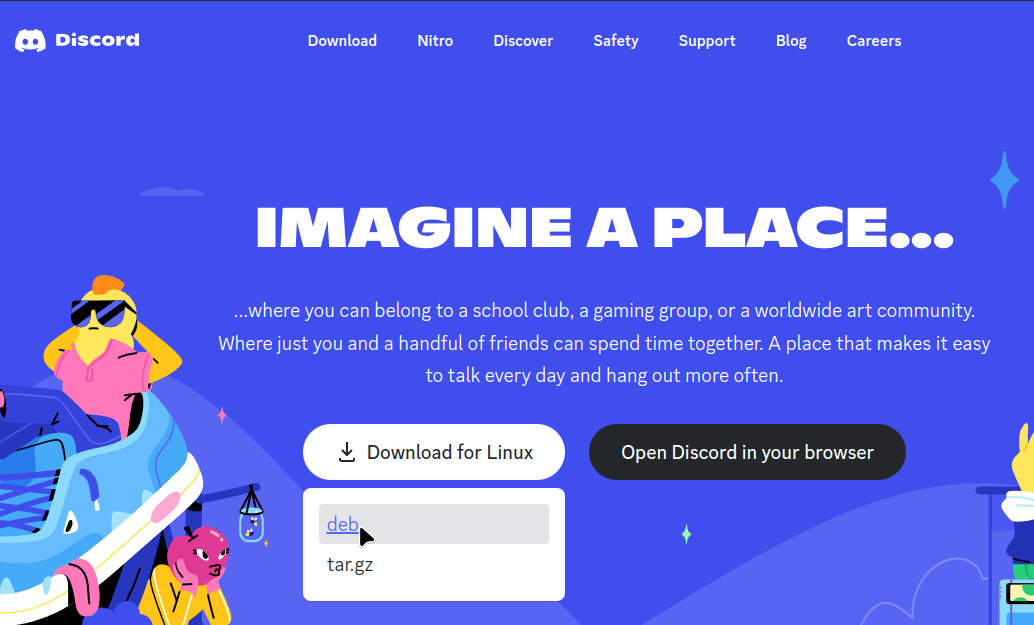 Discord
Download Nitro Discover Safety Support Blog Careers
IMAGINE A PLACE...
...where you can belong to a school club, a gaming group, or a worldwide art community.
Where just you and a handful of friends can spend time together. A place that makes it easy
to talk every day and hang out more often.
Download for Linux
Open Discord in your browser
deb
tar.gz